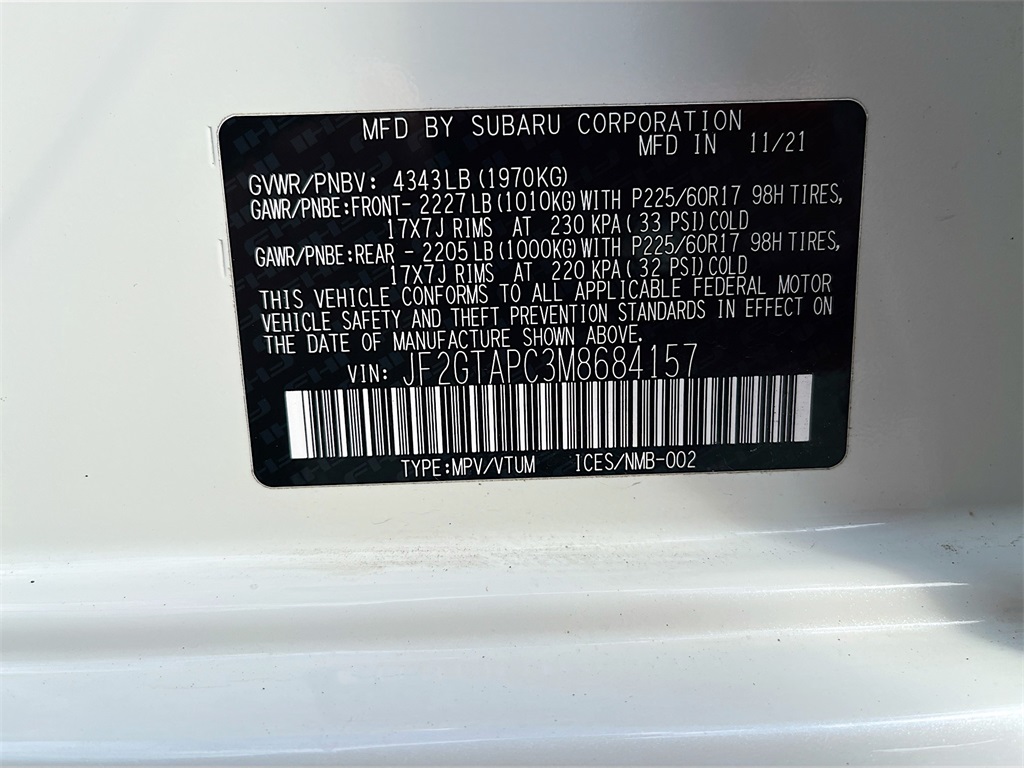 MFD BY SUBARU CORPORATION
MFD IN 11/21
GVWR/PNBV: 4343LB(1970KG)
GAWR/PNBE:FRONT- 2227LB(1010KG)WITH P225/60R17 98H TIRES,
17X7J RIMS AT 230 KPA(33 PSI)COLD
GAWR/PNBE:REAR - 2205LB(1000KG)WITH P225/60R17 98H TIRES,
17X7J RIMS AT 220 KPA(32 PSI)COLD
THIS VEHICLE CONFORMS TO ALL APPLICABLE FEDERAL MOTOR
VEHICLE SAFETY AND THEFT PREVENTION STANDARDS IN EFFECT ON
THE DATE OF MANUFACTURE SHOWN ABOVE.
VIN: JF2GTAPC3M8684157
TYPE:MPV/VTUM ICES/NMB-002